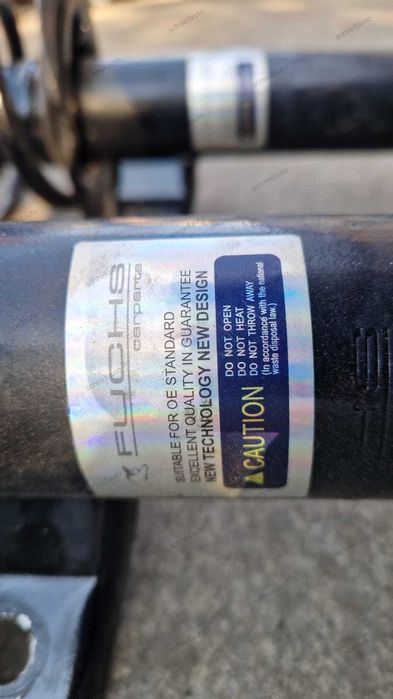 FUCHS
carparts
SUITABLE FOR OE STANDARD
EXCELLENT QUALITY IN GUARANTEE
NEW TECHNOLOGY NEW DESIGN
CAUTION
DO NOT OPEN
DO NOT HEAT
DO NOT THROW AWAY
(In accordance with the national
waste disposal law.)
schnellauto